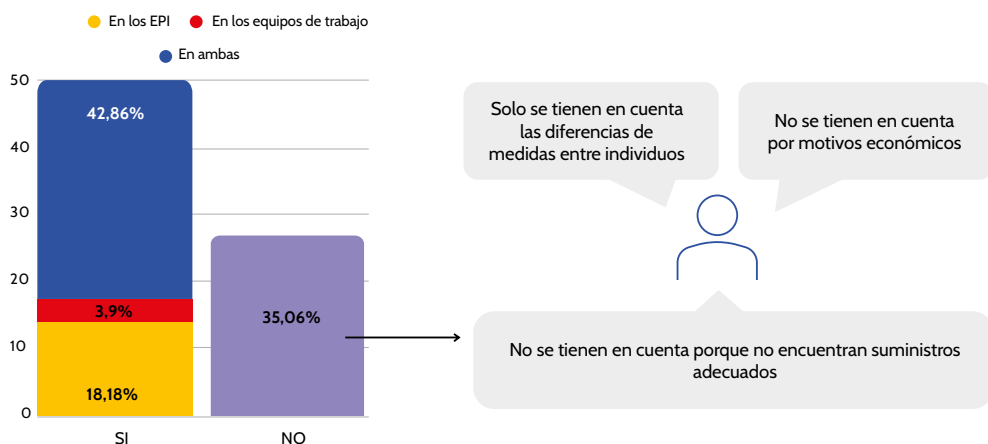 En los EPI
En los equipos de trabajo
En ambas
50
40
30
20
10
0
42,86%
3,9%
18,18%
35,06%
SI
NO
Solo se tienen en cuenta
las diferencias de
medidas entre individuos
No se tienen en cuenta
por motivos económicos
No se tienen en cuenta porque no encuentran suministros
adecuados